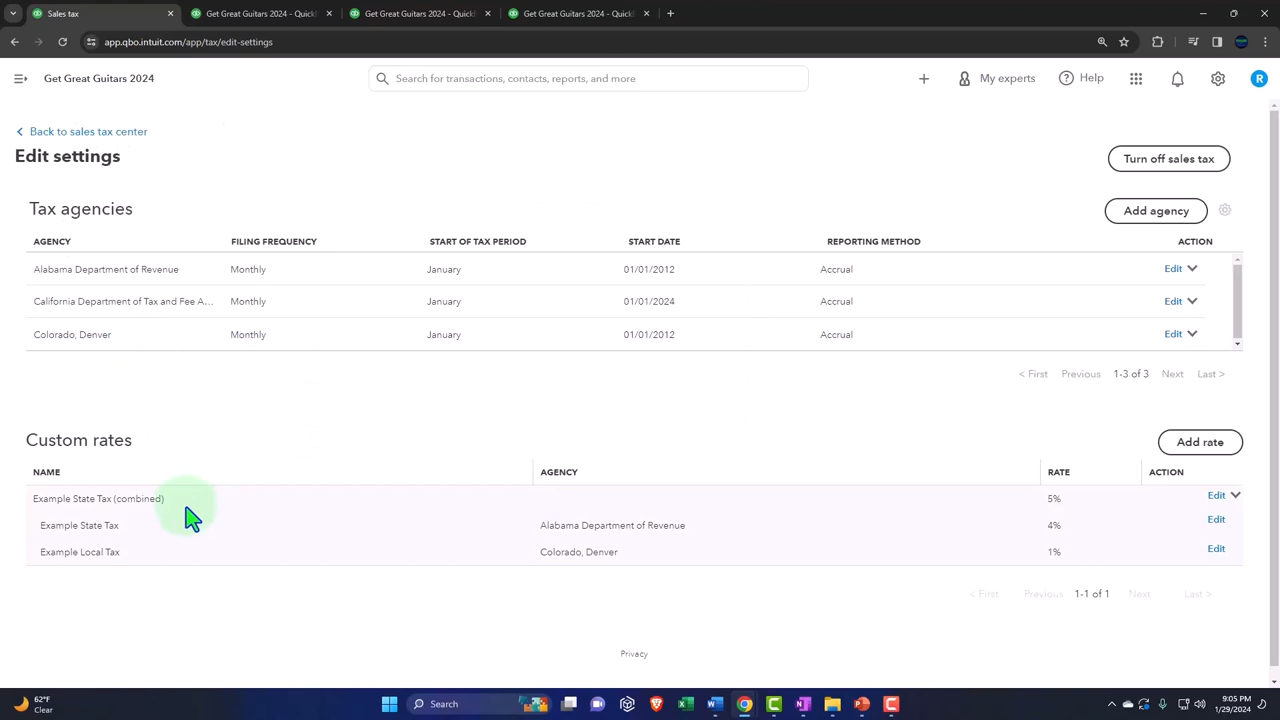 Sales tax
Get Great Guitars 2024 - Quick
Get Great Guitars 2024 - Quick
Get Great Guitars 2024 - Quick
app.qbo.intuit.com/app/tax/edit-settings
Get Great Guitars 2024
Search for transactions, contacts, reports, and more
My experts
Help
R
Back to sales tax center
Edit settings
Turn off sales tax
Tax agencies
Add agency
AGENCY FILING FREQUENCY START OF TAX PERIOD START DATE REPORTING METHOD ACTION
Alabama Department of Revenue Monthly January 01/01/2012 Accrual Edit
California Department of Tax and Fee A... Monthly January 01/01/2024 Accrual Edit
Colorado, Denver Monthly January 01/01/2012 Accrual Edit
< First Previous 1-3 of 3 Next Last >
Custom rates
Add rate
NAME AGENCY RATE ACTION
Example State Tax (combined) 5% Edit
Example State Tax Alabama Department of Revenue 4% Edit
Example Local Tax Colorado, Denver 1% Edit
< First Previous 1-1 of 1 Next Last >
Privacy
62°F
Clear
Search
9:05 PM
1/29/2024